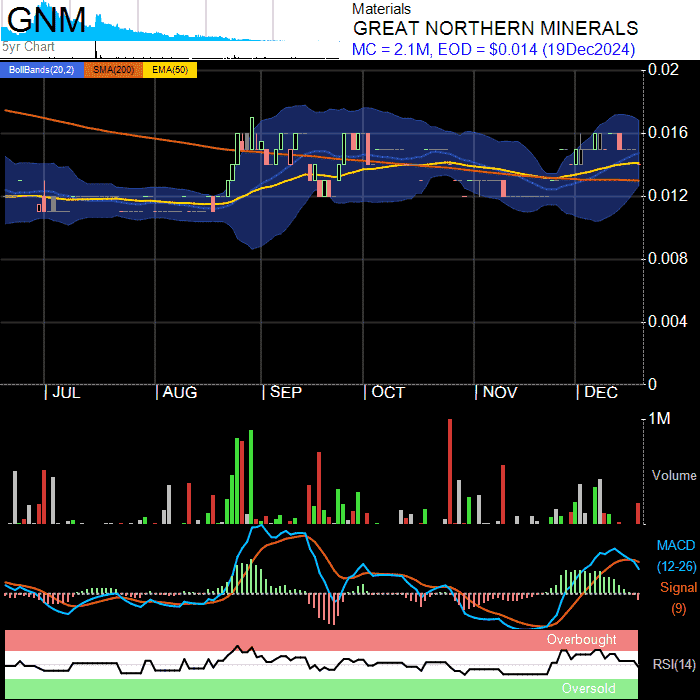 GNM
5yr Chart
Materials
GREAT NORTHERN MINERALS
MC = 2.1M, EOD = $0.014 (19Dec2024)
BollBands(20,2) SMA(200) EMA(50)
0.02
0.016
0.012
0.008
0.004
0
JUL AUG SEP OCT NOV DEC
1M
Volume
MACD
(12-26)
Signal
(9)
Overbought
RSI(14)
Oversold